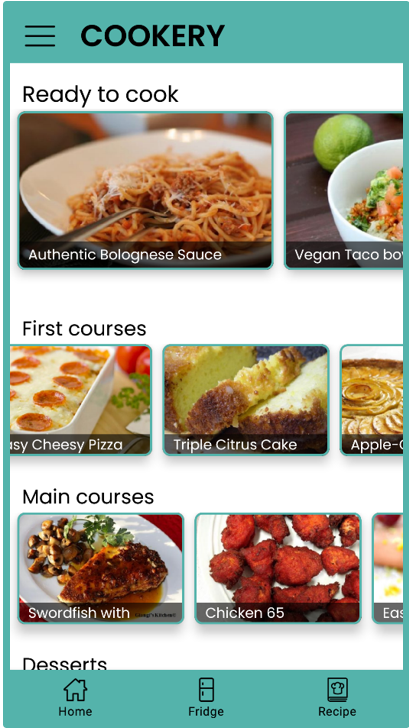 COOKERY
Ready to cook
Authentic Bolognese Sauce
Vegan Taco bo
First courses
asy Cheesy Pizza
Triple Citrus Cake
Apple-
Main courses
Swordfish with
Chicken 65
Eas
Desserts
Home
Fridge
Recipe